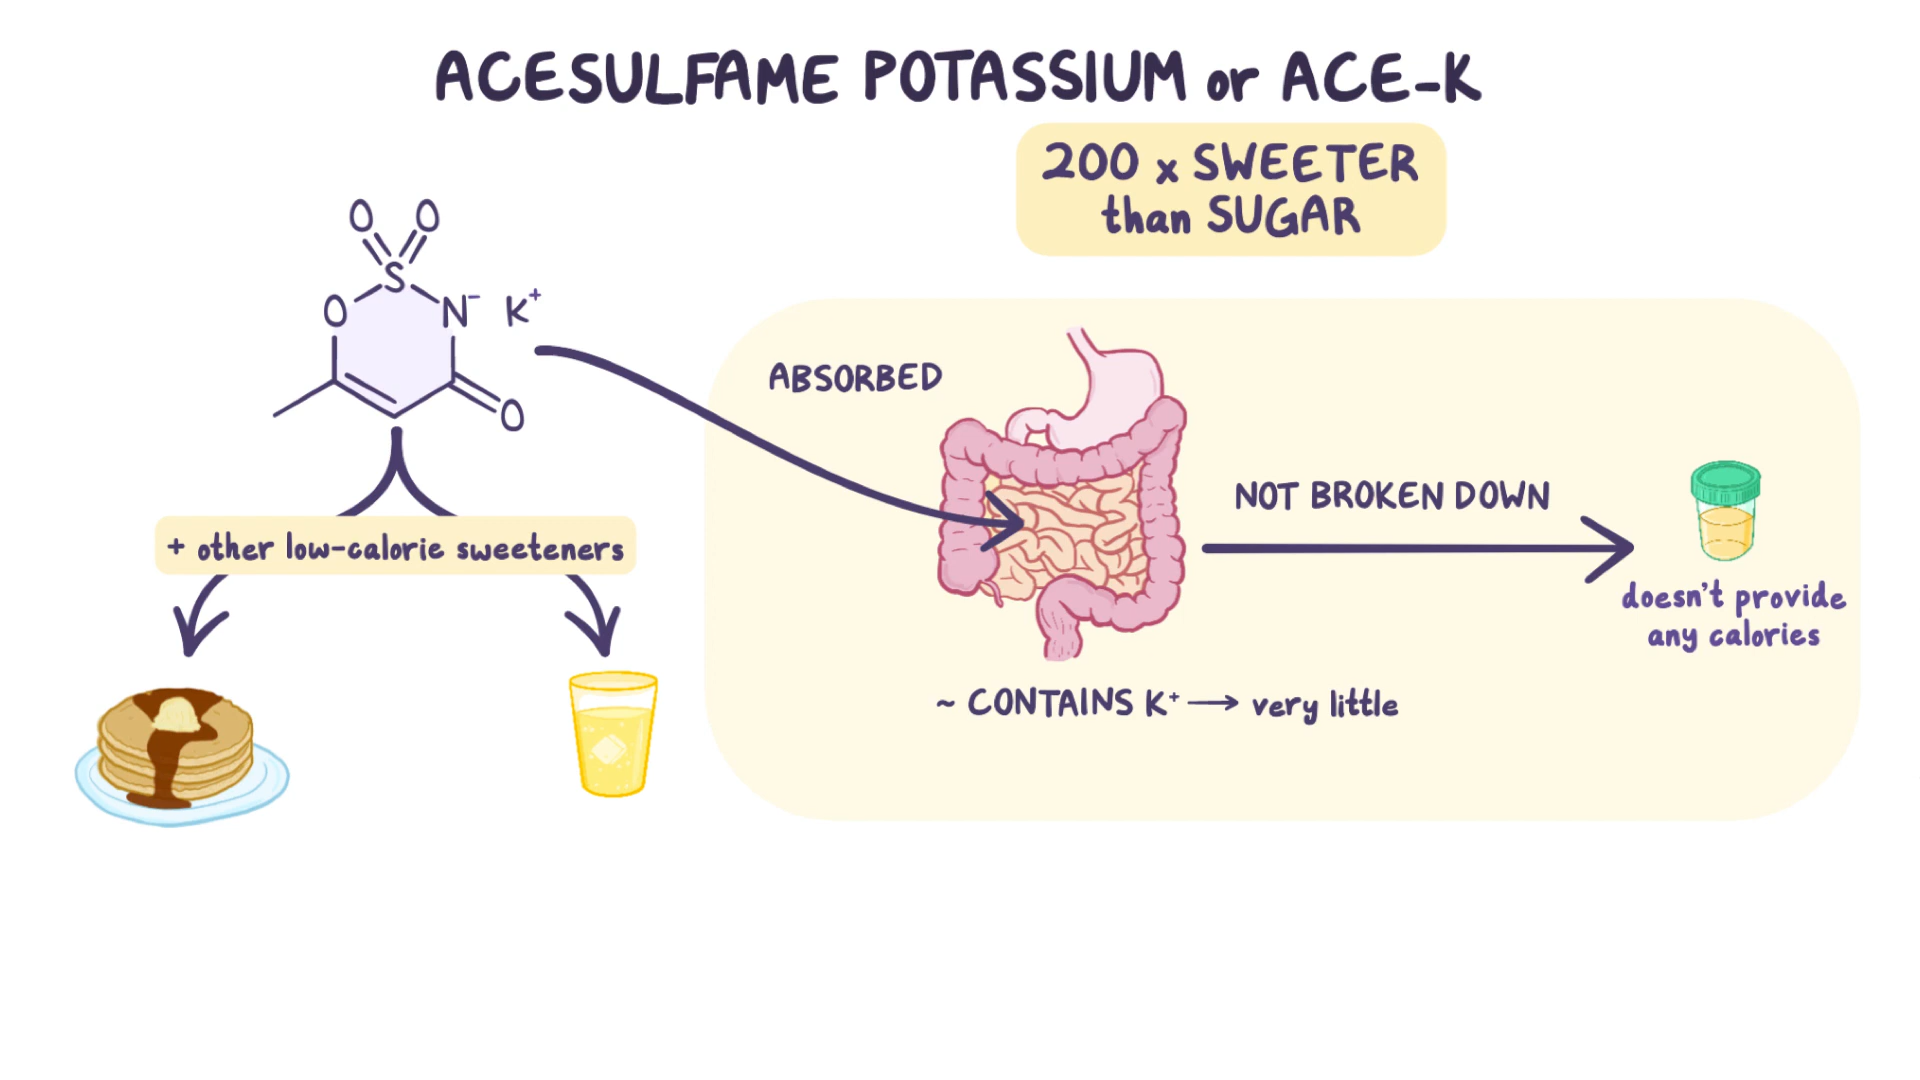 ACESULFAME POTASSIUM or ACE-K
200 x SWEETER
than SUGAR
O O
S
O N⁻ K⁺
O
+ other low-calorie sweeteners
ABSORBED
NOT BROKEN DOWN
doesn't provide
any calories
~ CONTAINS K⁺ → very little